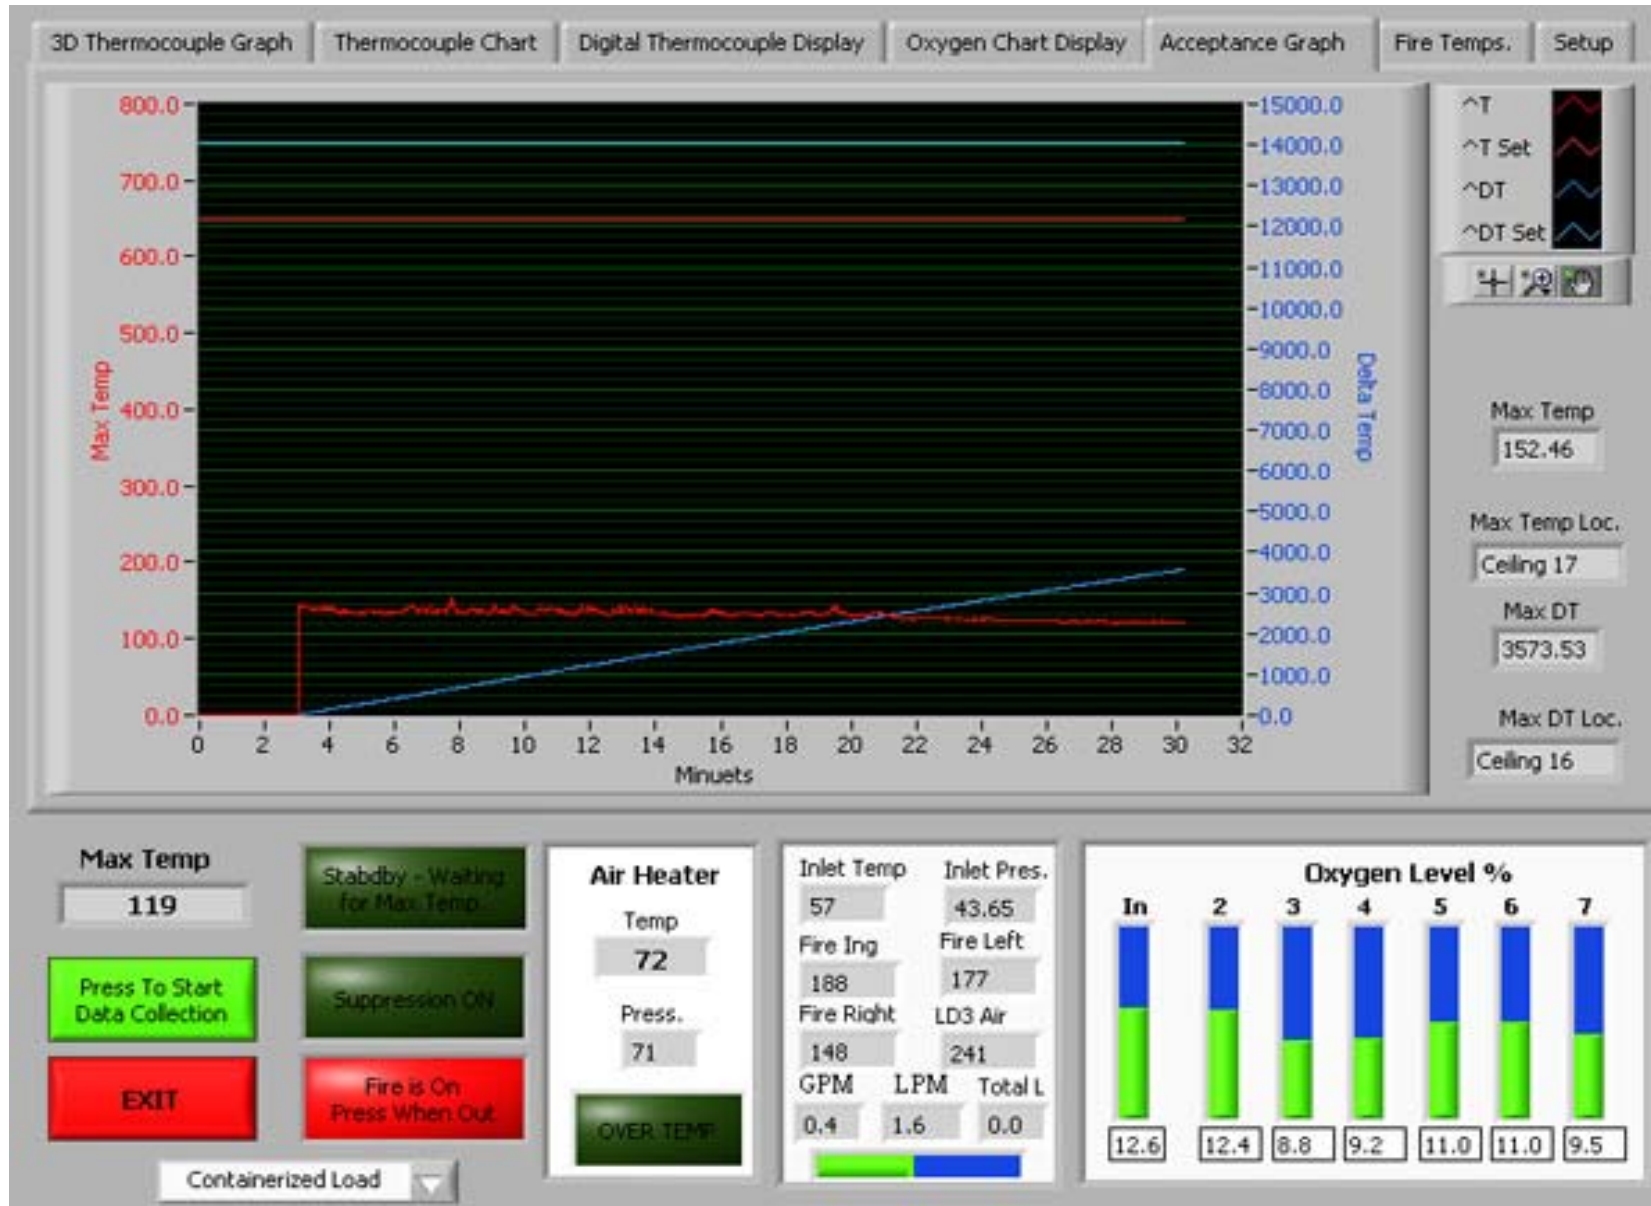 3D Thermocouple Graph
Thermocouple Chart
Digital Thermocouple Display
Oxygen Chart Display
Acceptance Graph
Fire Temps.
Setup
800.0
700.0
600.0
500.0
400.0
300.0
200.0
100.0
0.0
Max Temp
15000.0
14000.0
13000.0
12000.0
11000.0
10000.0
9000.0
8000.0
7000.0
6000.0
5000.0
4000.0
3000.0
2000.0
1000.0
0.0
Delta Temp
0 2 4 6 8 10 12 14 16 18 20 22 24 26 28 30 32
Minuets
^T
^T Set
^DT
^DT Set
Max Temp
152.46
Max Temp Loc.
Ceiling 17
Max DT
3573.53
Max DT Loc.
Ceiling 16
Max Temp
119
Press To Start
Data Collection
EXIT
Stabdby - Waiting
for Max Temp.
Suppression ON
Fire is On
Press When Out
Containerized Load
Air Heater
Temp
72
Press.
71
OVER TEMP
Inlet Temp Inlet Pres.
57 43.65
Fire Ing Fire Left
188 177
Fire Right LD3 Air
148 241
GPM LPM Total L
0.4 1.6 0.0
Oxygen Level %
In 2 3 4 5 6 7
12.6 12.4 8.8 9.2 11.0 11.0 9.5